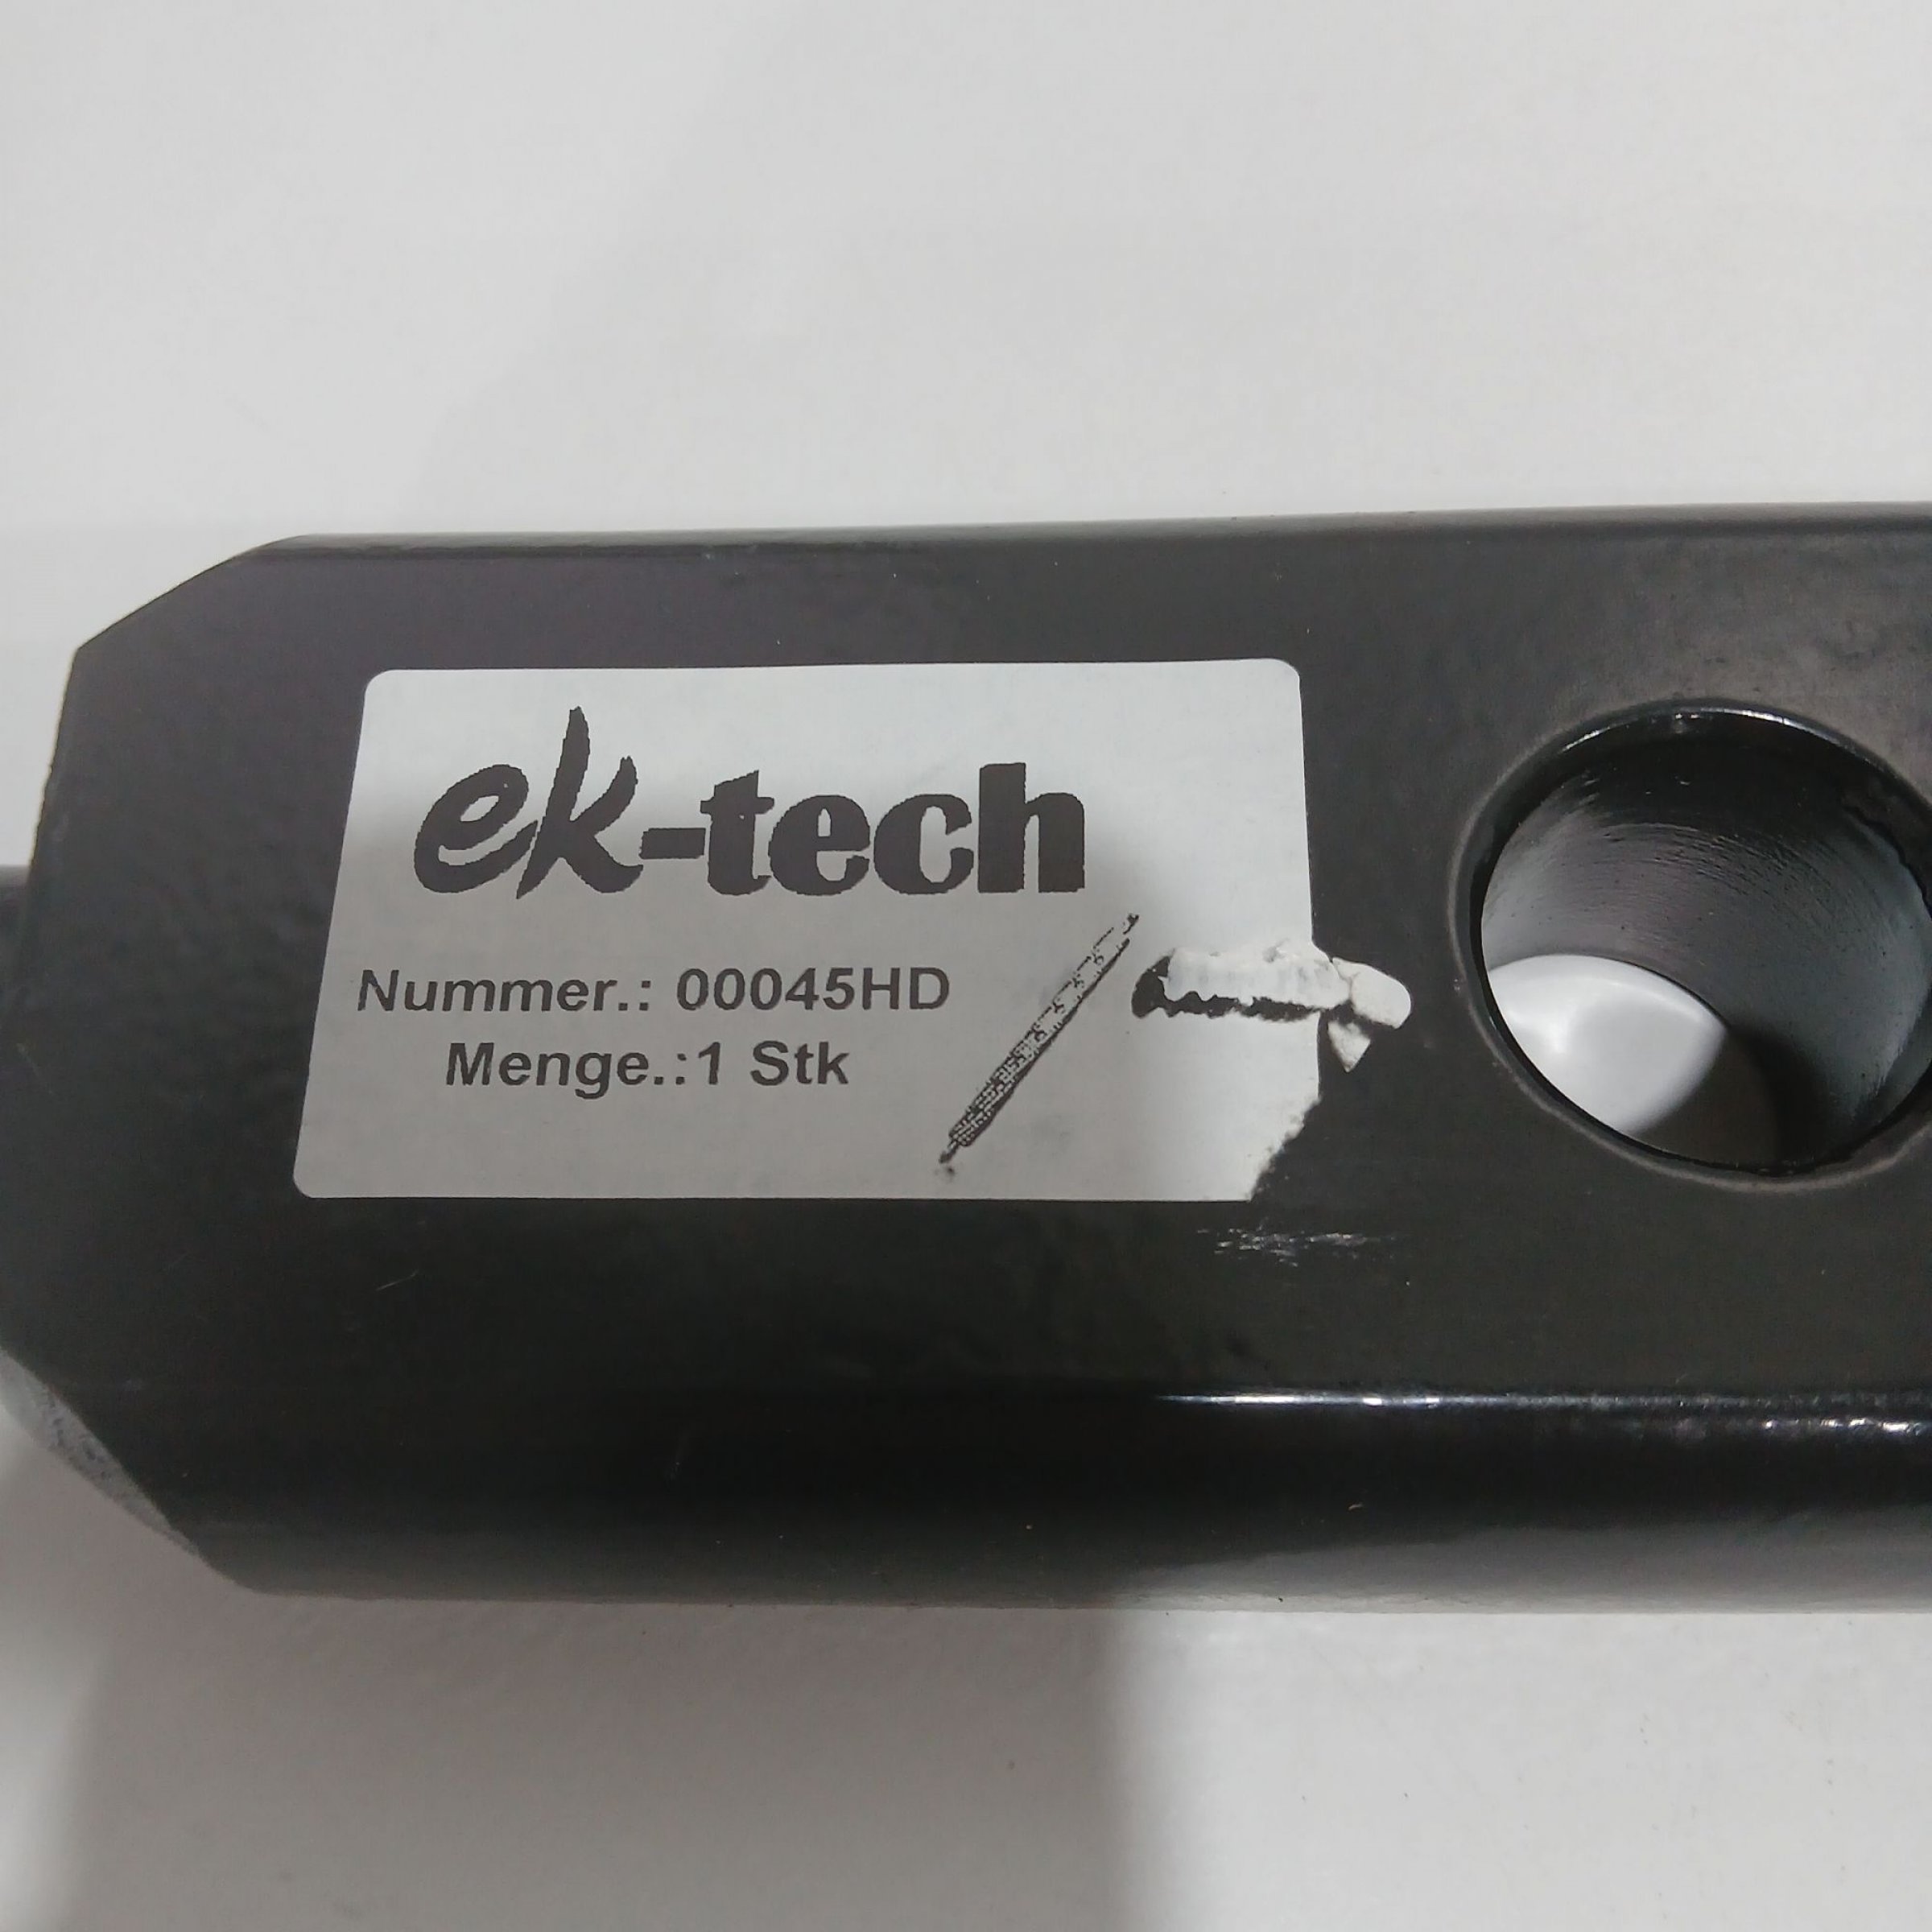 ek-tech
Nummer.: 00045HD
Menge.:1 Stk